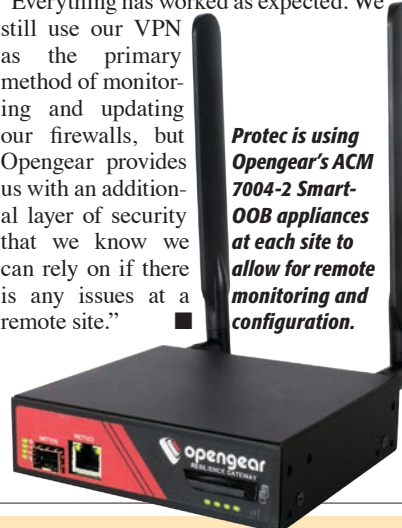 "Everything has worked as expected. We
still use our VPN
as the primary
method of monitor-
ing and updating
our firewalls, but
Opengear provides
us with an addition-
al layer of security
that we know we
can rely on if there
is any issues at a
remote site." ■
Protec is using
Opengear's ACM
7004-2 Smart-
OOB appliances
at each site to
allow for remote
monitoring and
configuration.
opengear
RESILIENCE GATEWAY